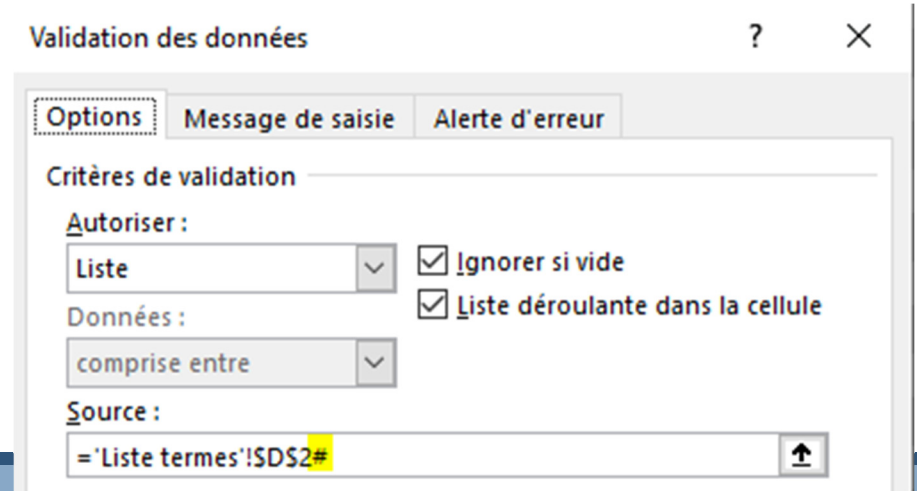 Validation des données ? ×
Options Message de saisie Alerte d'erreur
Critères de validation
Autoriser :
Liste
Ignorer si vide
Liste déroulante dans la cellule
Données :
comprise entre
Source :
='Liste termes'!$D$2#